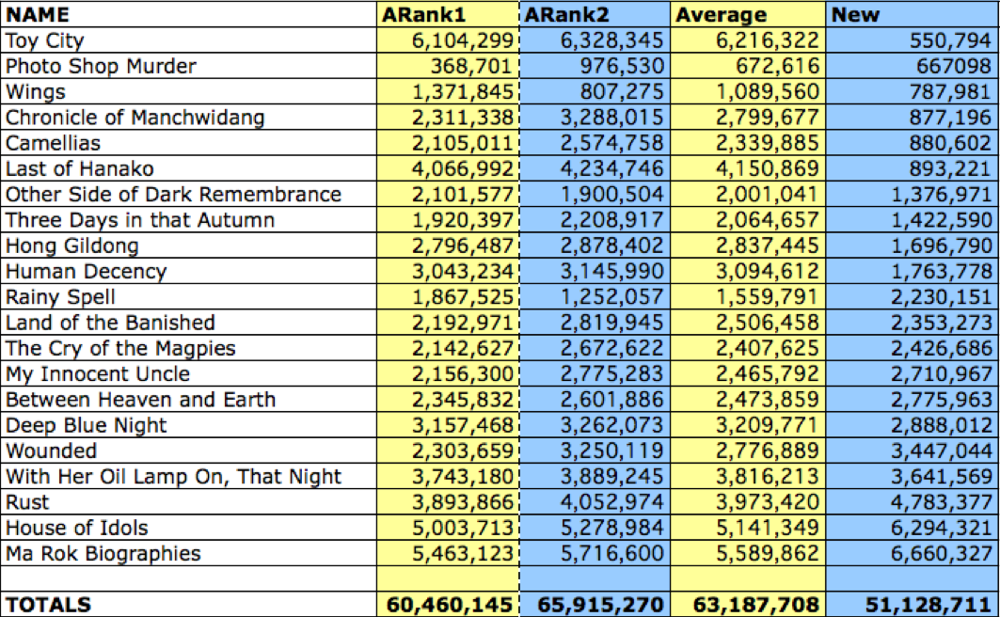 NAME ARank1 ARank2 Average New
Toy City 6,104,299 6,328,345 6,216,322 550,794
Photo Shop Murder 368,701 976,530 672,616 667098
Wings 1,371,845 807,275 1,089,560 787,981
Chronicle of Manchwidang 2,311,338 3,288,015 2,799,677 877,196
Camellias 2,105,011 2,574,758 2,339,885 880,602
Last of Hanako 4,066,992 4,234,746 4,150,869 893,221
Other Side of Dark Remembrance 2,101,577 1,900,504 2,001,041 1,376,971
Three Days in that Autumn 1,920,397 2,208,917 2,064,657 1,422,590
Hong Gildong 2,796,487 2,878,402 2,837,445 1,696,790
Human Decency 3,043,234 3,145,990 3,094,612 1,763,778
Rainy Spell 1,867,525 1,252,057 1,559,791 2,230,151
Land of the Banished 2,192,971 2,819,945 2,506,458 2,353,273
The Cry of the Magpies 2,142,627 2,672,622 2,407,625 2,426,686
My Innocent Uncle 2,156,300 2,775,283 2,465,792 2,710,967
Between Heaven and Earth 2,345,832 2,601,886 2,473,859 2,775,963
Deep Blue Night 3,157,468 3,262,073 3,209,771 2,888,012
Wounded 2,303,659 3,250,119 2,776,889 3,447,044
With Her Oil Lamp On, That Night 3,743,180 3,889,245 3,816,213 3,641,569
Rust 3,893,866 4,052,974 3,973,420 4,783,377
House of Idols 5,003,713 5,278,984 5,141,349 6,294,321
Ma Rok Biographies 5,463,123 5,716,600 5,589,862 6,660,327
TOTALS 60,460,145 65,915,270 63,187,708 51,128,711